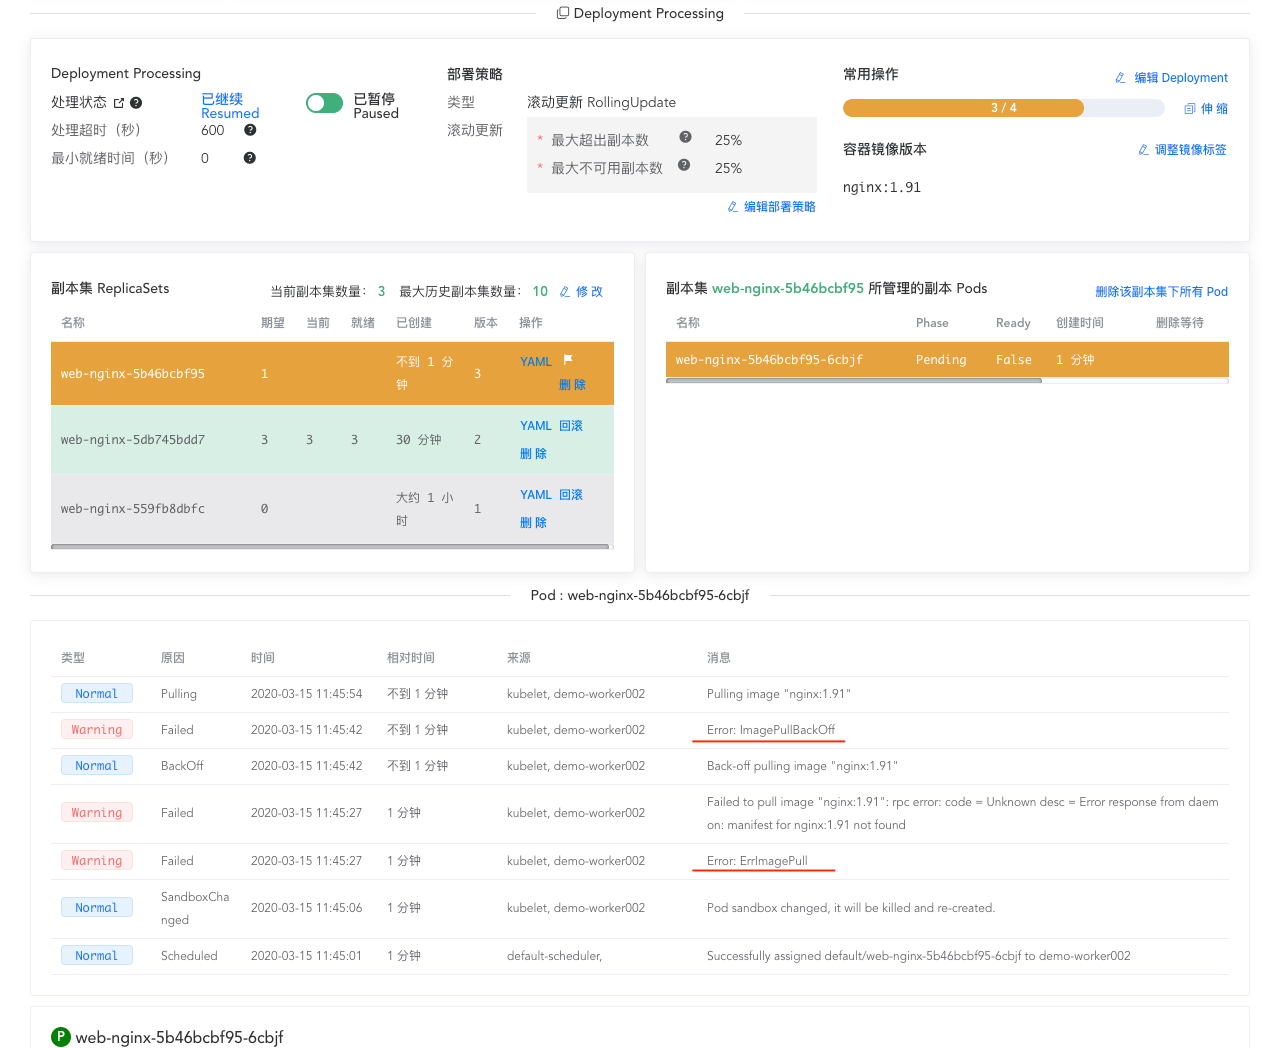 Deployment Processing
Deployment Processing
处理状态
已继续
Resumed
已暂停
Paused
处理超时（秒）
600
最小就绪时间（秒）
0
部署策略
类型
滚动更新 RollingUpdate
滚动更新
* 最大超出副本数
25%
* 最大不可用副本数
25%
编辑部署策略
常用操作
编辑 Deployment
3 / 4
伸 缩
容器镜像版本
调整镜像标签
nginx:1.91
副本集 ReplicaSets
当前副本集数量： 3
最大历史副本集数量： 10
修 改
名称 期望 当前 就绪 已创建 版本 操作
web-nginx-5b46bcbf95 1 不到 1 分钟 3 YAML 删 除
web-nginx-5db745bdd7 3 3 3 30 分钟 2 YAML 回滚 删 除
web-nginx-559fb8dbfc 0 大约 1 小时 1 YAML 回滚 删 除
副本集 web-nginx-5b46bcbf95 所管理的副本 Pods
删除该副本集下所有 Pod
名称 Phase Ready 创建时间 删除等待
web-nginx-5b46bcbf95-6cbjf Pending False 1 分钟
Pod : web-nginx-5b46bcbf95-6cbjf
类型 原因 时间 相对时间 来源 消息
Normal Pulling 2020-03-15 11:45:54 不到 1 分钟 kubelet, demo-worker002 Pulling image "nginx:1.91"
Warning Failed 2020-03-15 11:45:42 不到 1 分钟 kubelet, demo-worker002 Error: ImagePullBackOff
Normal BackOff 2020-03-15 11:45:42 不到 1 分钟 kubelet, demo-worker002 Back-off pulling image "nginx:1.91"
Warning Failed 2020-03-15 11:45:27 1 分钟 kubelet, demo-worker002 Failed to pull image "nginx:1.91": rpc error: code = Unknown desc = Error response from daem
on: manifest for nginx:1.91 not found
Warning Failed 2020-03-15 11:45:27 1 分钟 kubelet, demo-worker002 Error: ErrImagePull
Normal SandboxCha
nged 2020-03-15 11:45:06 1 分钟 kubelet, demo-worker002 Pod sandbox changed, it will be killed and re-created.
Normal Scheduled 2020-03-15 11:45:01 1 分钟 default-scheduler, Successfully assigned default/web-nginx-5b46bcbf95-6cbjf to demo-worker002
P web-nginx-5b46bcbf95-6cbjf